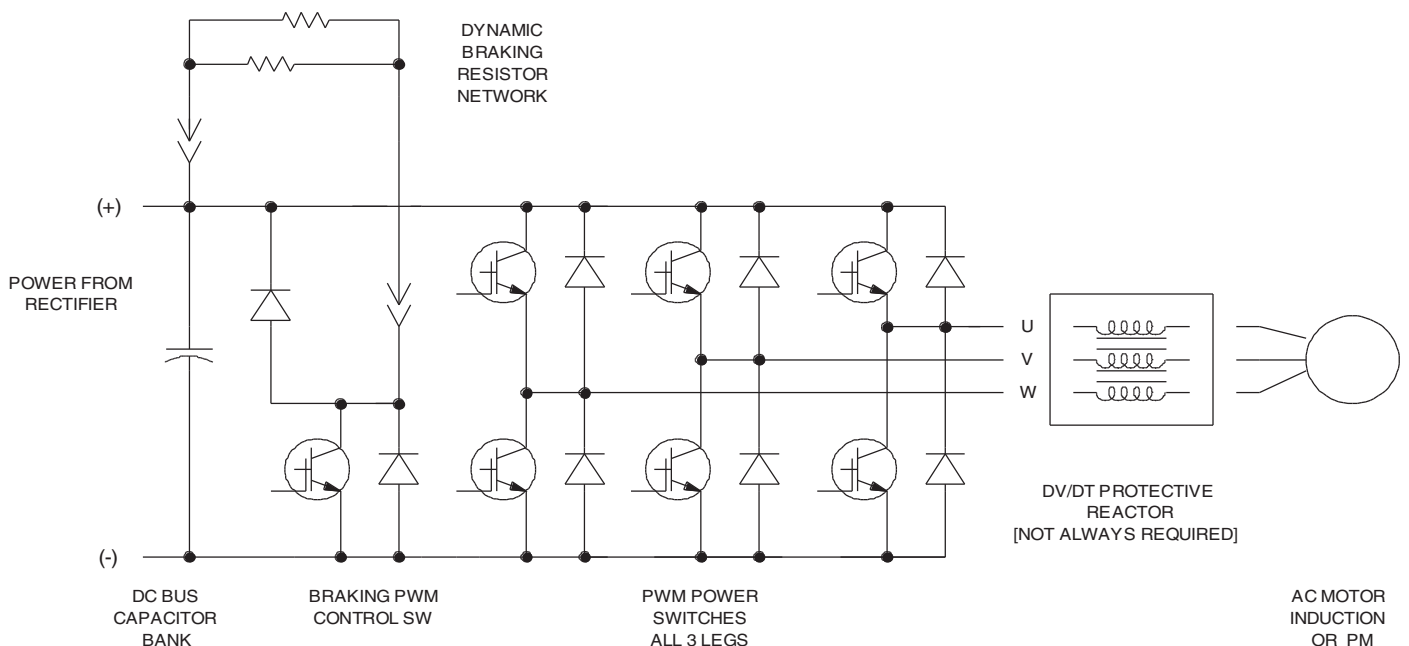 DYNAMIC
BRAKING
RESISTOR
NETWORK
(+)
POWER FROM
RECTIFIER
U
V
W
DV/DT PROTECTIVE
REACTOR
[NOT ALWAYS REQUIRED]
(-)
DC BUS
CAPACITOR
BANK
BRAKING PWM
CONTROL SW
PWM POWER
SWITCHES
ALL 3 LEGS
AC MOTOR
INDUCTION
OR PM